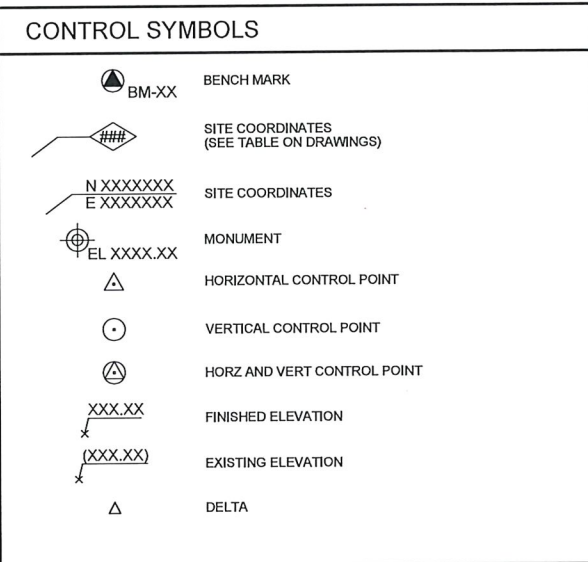 CONTROL SYMBOLS
BM-XX BENCH MARK
### SITE COORDINATES
(SEE TABLE ON DRAWINGS)
N XXXXXXX
E XXXXXXX SITE COORDINATES
EL XXXX.XX MONUMENT
HORIZONTAL CONTROL POINT
VERTICAL CONTROL POINT
HORZ AND VERT CONTROL POINT
XXX.XX FINISHED ELEVATION
(XXX.XX) EXISTING ELEVATION
DELTA